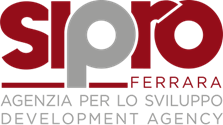 sipro
FERRARA
AGENZIA PER LO SVILUPPO
DEVELOPMENT AGENCY